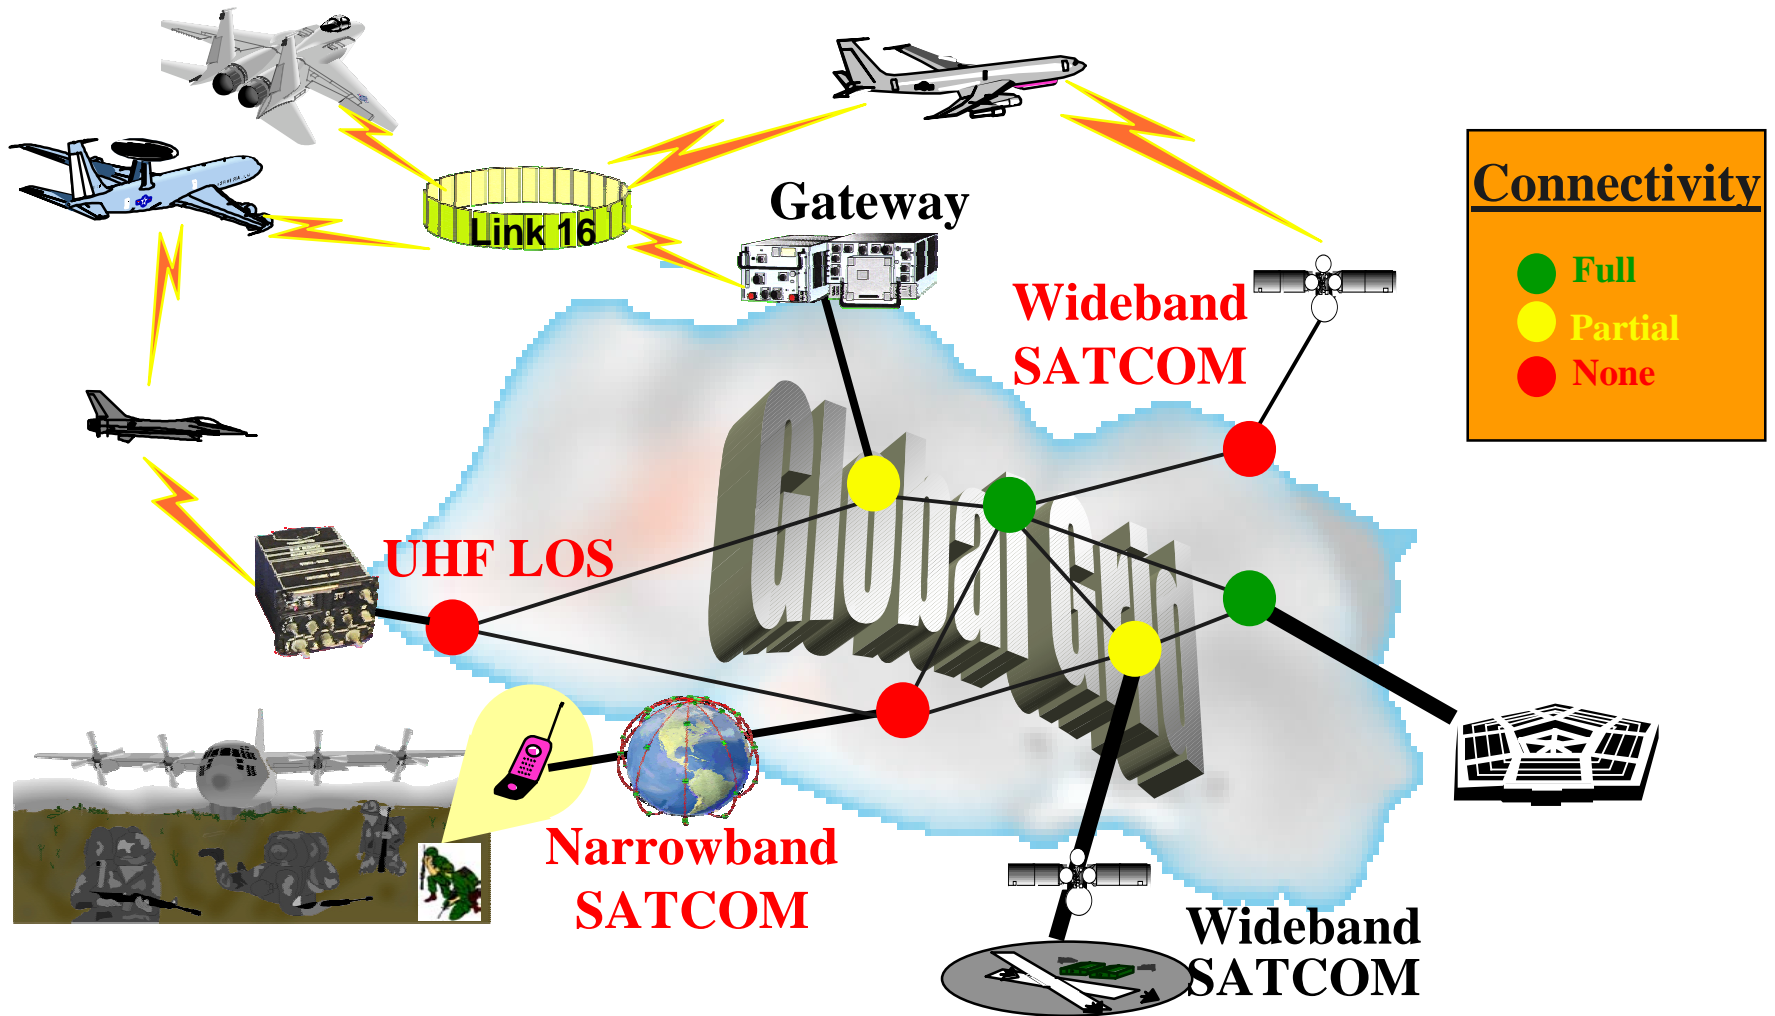 Link 16
Gateway
Wideband
SATCOM
Connectivity
Full
Partial
None
Global Grid
UHF LOS
Narrowband
SATCOM
Wideband
SATCOM